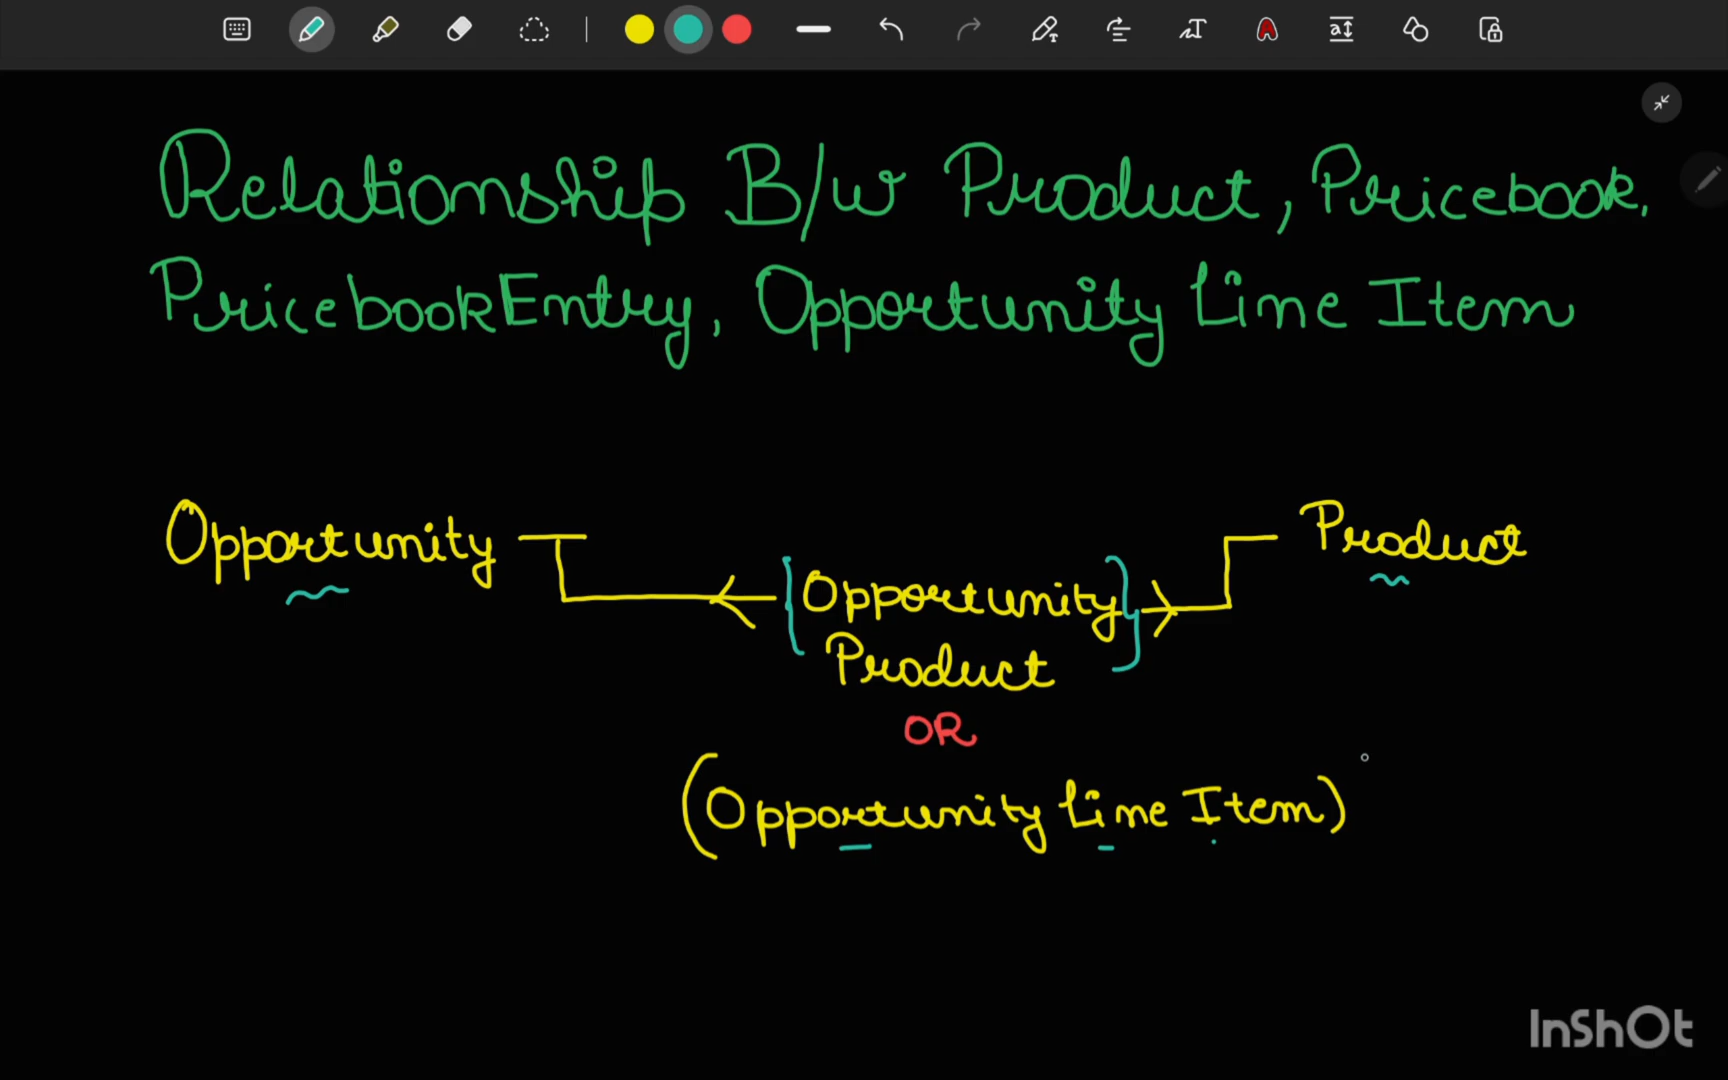 Relationship B/w Product, Pricebook,
PricebookEntry, Opportunity Line Item
Opportunity
Product
{Opportunity}
Product
OR
(Opportunity Line Item)
InShOt